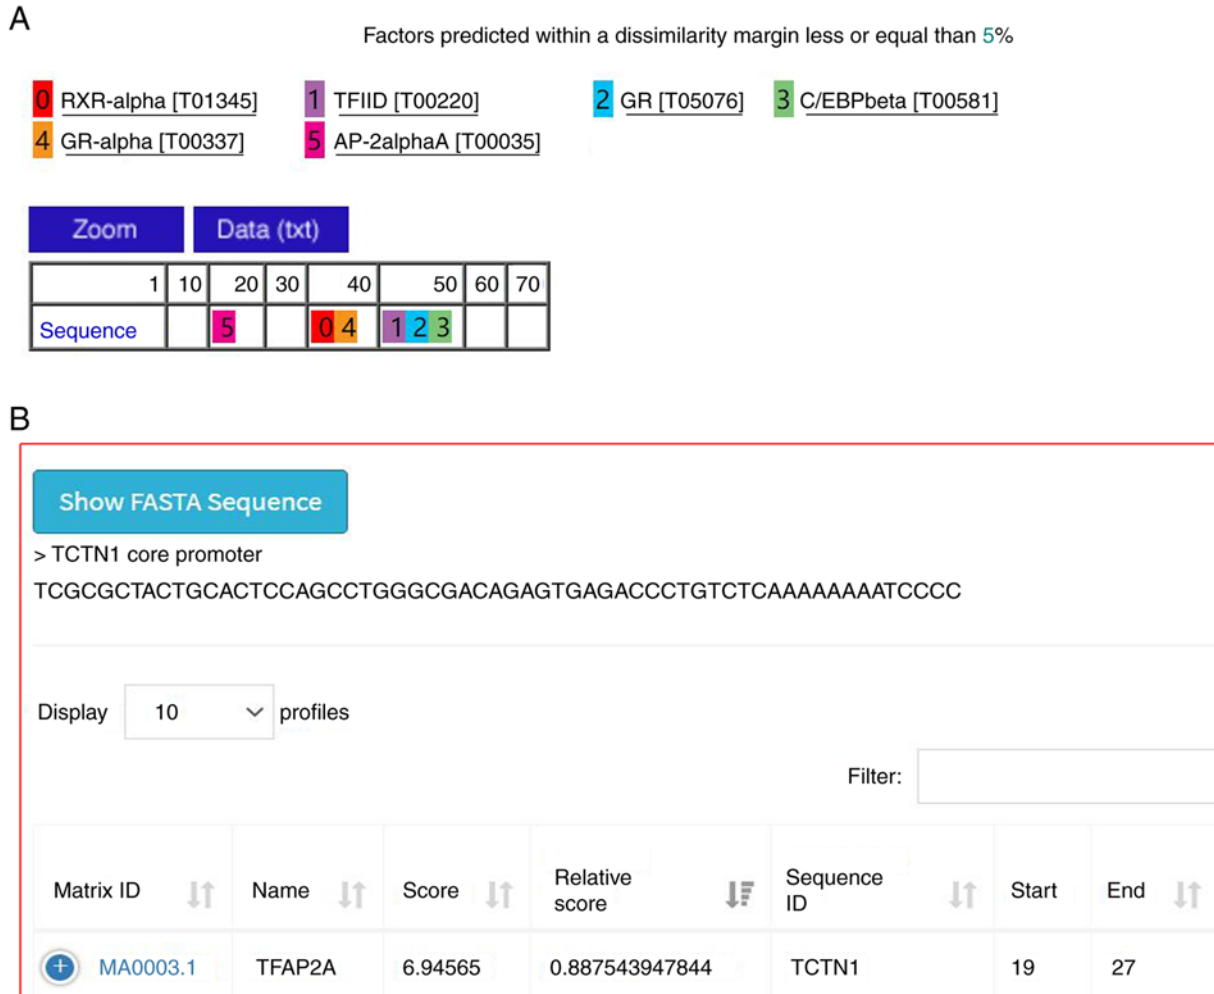 A
Factors predicted within a dissimilarity margin less or equal than 5%
0 RXR-alpha [T01345] 1 TFIID [T00220] 2 GR [T05076] 3 C/EBPbeta [T00581]
4 GR-alpha [T00337] 5 AP-2alphaA [T00035]
Zoom Data (txt)
1 10 20 30 40 50 60 70
Sequence 5 0 4 1 2 3
B
Show FASTA Sequence
> TCTN1 core promoter
TCGCGCTACTGCACTCCAGCCTGGGCGACAGAGTGAGACCCTGTCTCAAAAAAAATCCCC
Display 10 profiles
Filter:
Matrix ID Name Score Relative score Sequence ID Start End
MA0003.1 TFAP2A 6.94565 0.887543947844 TCTN1 19 27